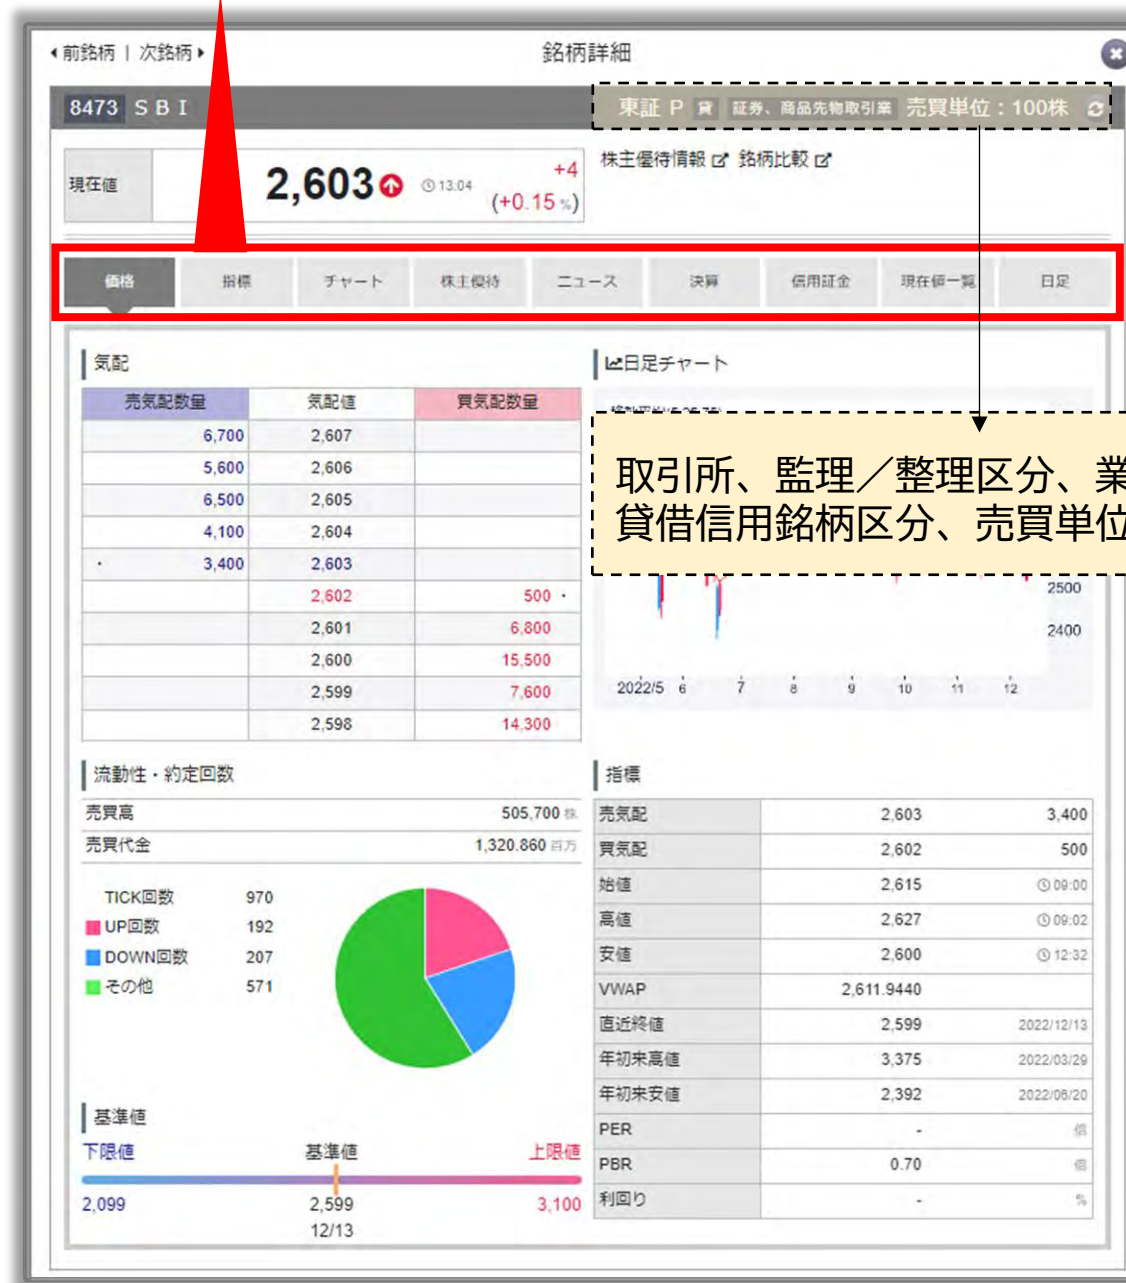 前銘柄 | 次銘柄
銘柄詳細
8473 ＳＢＩ
東証 P 貸 証券、商品先物取引業 売買単位：100株
現在値
2,603
13:04
+4
(+0.15 %)
株主優待情報 銘柄比較
価格 指標 チャート 株主優待 ニュース 決算 信用証金 現在値一覧 日足
気配
売気配数量 気配値 買気配数量
6,700 2,607
5,600 2,606
6,500 2,605
4,100 2,604
・ 3,400 2,603
2,602 500 ・
2,601 6,800
2,600 15,500
2,599 7,600
2,598 14,300
日足チャート
取引所、監理／整理区分、業
貸借信用銘柄区分、売買単位
2500
2400
2022/5 6 7 8 9 10 11 12
流動性・約定回数
売買高 505,700 株
売買代金 1,320.860 百万
TICK回数 970
UP回数 192
DOWN回数 207
その他 571
基準値
下限値 基準値 上限値
2,099 2,599 3,100
12/13
指標
売気配 2,603 3,400
買気配 2,602 500
始値 2,615 09:00
高値 2,627 09:02
安値 2,600 12:32
VWAP 2,611.9440
直近終値 2,599 2022/12/13
年初来高値 3,375 2022/03/29
年初来安値 2,392 2022/06/20
PER - 倍
PBR 0.70 倍
利回り - %